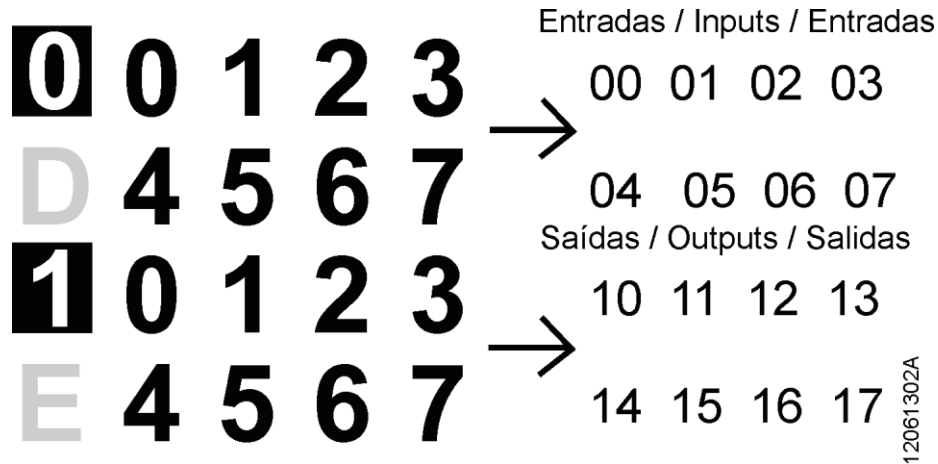 Entradas / Inputs / Entradas
0 0 1 2 3
00 01 02 03
D 4 5 6 7
04 05 06 07
Saídas / Outputs / Salidas
1 0 1 2 3
10 11 12 13
E 4 5 6 7
14 15 16 17
12061302A